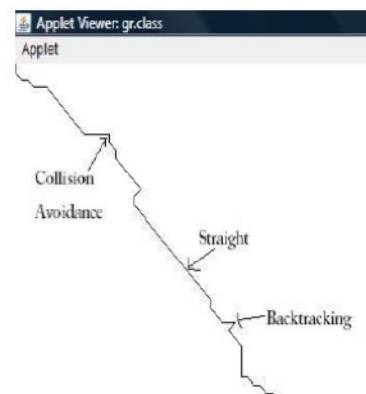 Applet Viewer: gr.class
Applet
Collision
Avoidance
Straight
Backtracking